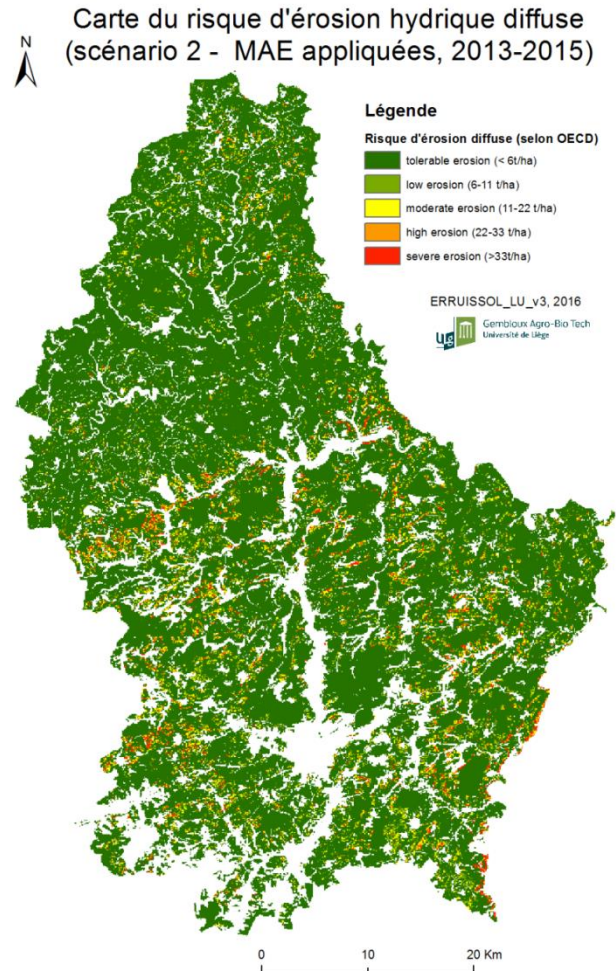 Carte du risque d'érosion hydrique diffuse
(scénario 2 - MAE appliquées, 2013-2015)
N
Légende
Risque d'érosion diffuse (selon OECD)
tolerable erosion (< 6t/ha)
low erosion (6-11 t/ha)
moderate erosion (11-22 t/ha)
high erosion (22-33 t/ha)
severe erosion (>33t/ha)
ERRUISSOL_LU_v3, 2016
ULg
Gembloux Agro-Bio Tech
Université de Liège
0 10 20 Km